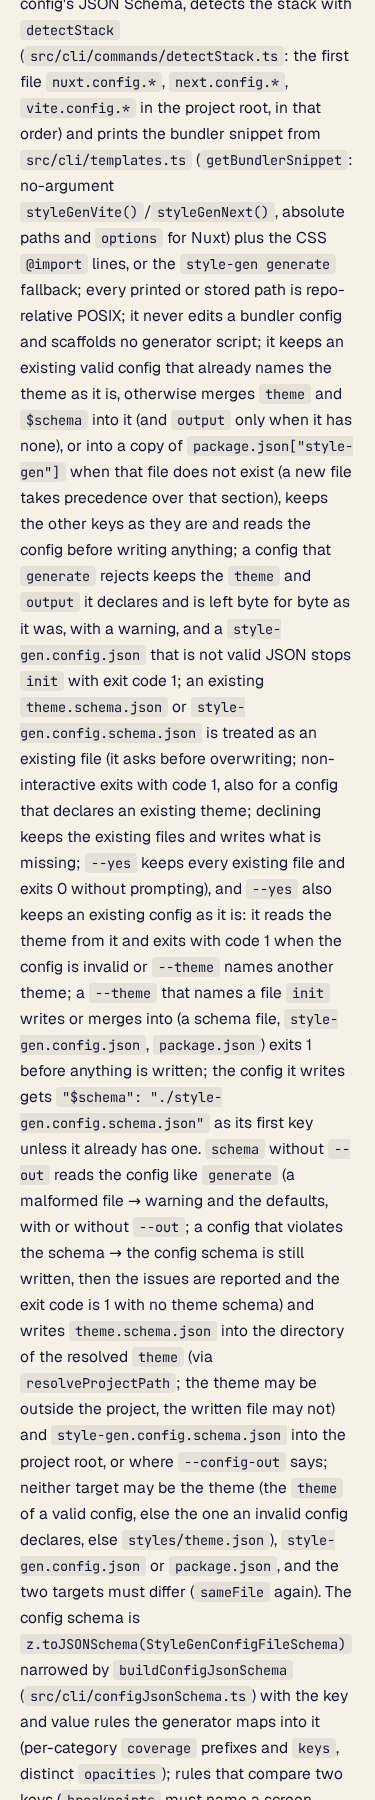 config's JSON Schema, detects the stack with
detectStack
(src/cli/commands/detectStack.ts: the first
file nuxt.config.*, next.config.*,
vite.config.* in the project root, in that
order) and prints the bundler snippet from
src/cli/templates.ts (getBundlerSnippet:
no-argument
styleGenVite()/styleGenNext(), absolute
paths and options for Nuxt) plus the CSS
@import lines, or the style-gen generate
fallback; every printed or stored path is repo-
relative POSIX; it never edits a bundler config
and scaffolds no generator script; it keeps an
existing valid config that already names the
theme as it is, otherwise merges theme and
$schema into it (and output only when it has
none), or into a copy of package.json["style-
gen"] when that file does not exist (a new file
takes precedence over that section), keeps
the other keys as they are and reads the
config before writing anything; a config that
generate rejects keeps the theme and
output it declares and is left byte for byte as
it was, with a warning, and a style-
gen.config.json that is not valid JSON stops
init with exit code 1; an existing
theme.schema.json or style-
gen.config.schema.json is treated as an
existing file (it asks before overwriting; non-
interactive exits with code 1, also for a config
that declares an existing theme; declining
keeps the existing files and writes what is
missing; --yes keeps every existing file and
exits 0 without prompting), and --yes also
keeps an existing config as it is: it reads the
theme from it and exits with code 1 when the
config is invalid or --theme names another
theme; a --theme that names a file init
writes or merges into (a schema file, style-
gen.config.json, package.json) exits 1
before anything is written; the config it writes
gets "$schema": "./style-
gen.config.schema.json" as its first key
unless it already has one. schema without --
out reads the config like generate (a
malformed file → warning and the defaults,
with or without --out; a config that violates
the schema → the config schema is still
written, then the issues are reported and the
exit code is 1 with no theme schema) and
writes theme.schema.json into the directory
of the resolved theme (via
resolveProjectPath; the theme may be
outside the project, the written file may not)
and style-gen.config.schema.json into the
project root, or where --config-out says;
neither target may be the theme (the theme
of a valid config, else the one an invalid config
declares, else styles/theme.json), style-
gen.config.json or package.json, and the
two targets must differ (sameFile again). The
config schema is
z.toJSONSchema(StyleGenConfigFileSchema)
narrowed by buildConfigJsonSchema
(src/cli/configJsonSchema.ts) with the key
and value rules the generator maps into it
(per-category coverage prefixes and keys,
distinct opacities); rules that compare two
keys (breakpoints must name a screen